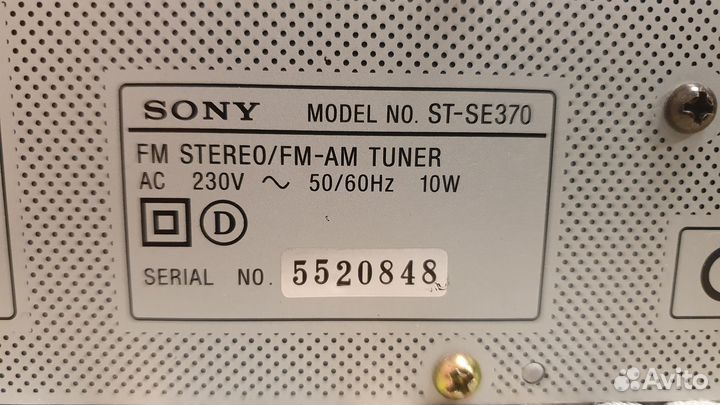 SONY MODEL NO. ST-SE370
FM STEREO/FM-AM TUNER
AC 230V ~ 50/60Hz 10W
D
SERIAL NO. 5520848
Avito